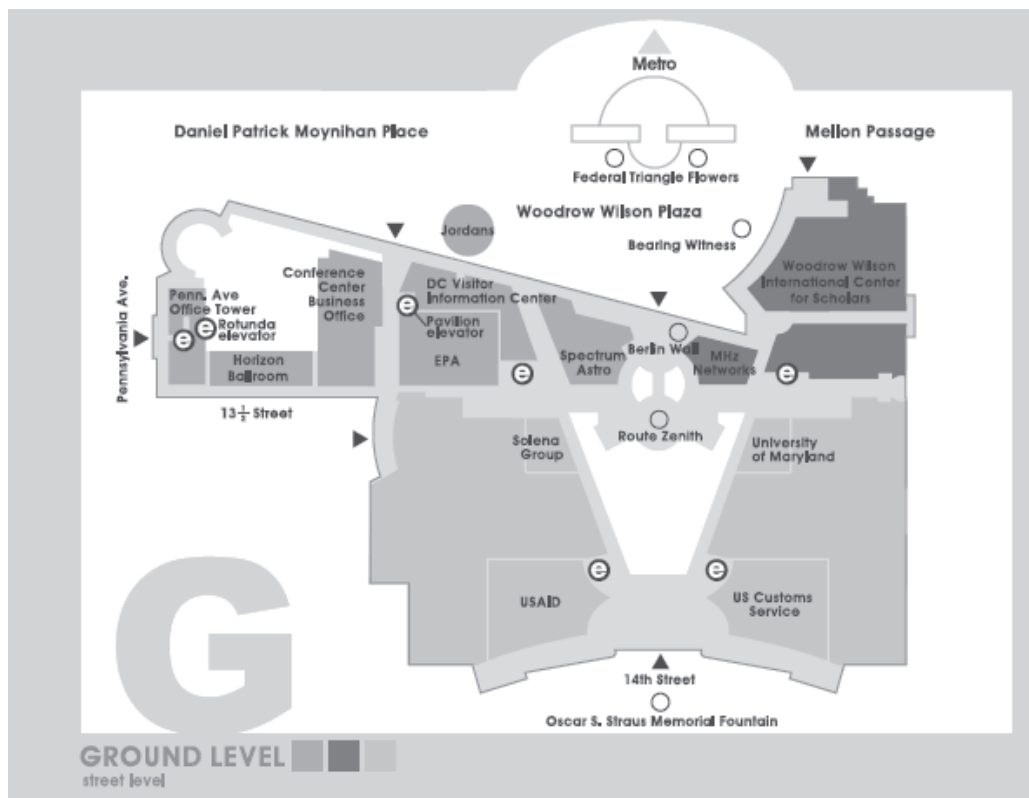 Metro
Daniel Patrick Moynihan Place
Mellon Passage
Federal Triangle Flowers
Woodrow Wilson Plaza
Jordans
Bearing Witness
Conference
Center
Business
Office
DC Visitor
Information Center
Woodrow Wilson
International Center
for Scholars
Pennsylvania Ave.
Penn. Ave
Office Tower
e
e
Rotunda
elevator
e
Pavilion
elevator
Berlin Wall
Horizon
Ballroom
EPA
e
Spectrum
Astro
MHz
Networks
e
13 1/2 Street
Solena
Group
Route Zenith
University
of Maryland
e
e
USAID
US Customs
Service
14th Street
Oscar S. Straus Memorial Fountain
G
GROUND LEVEL
street level